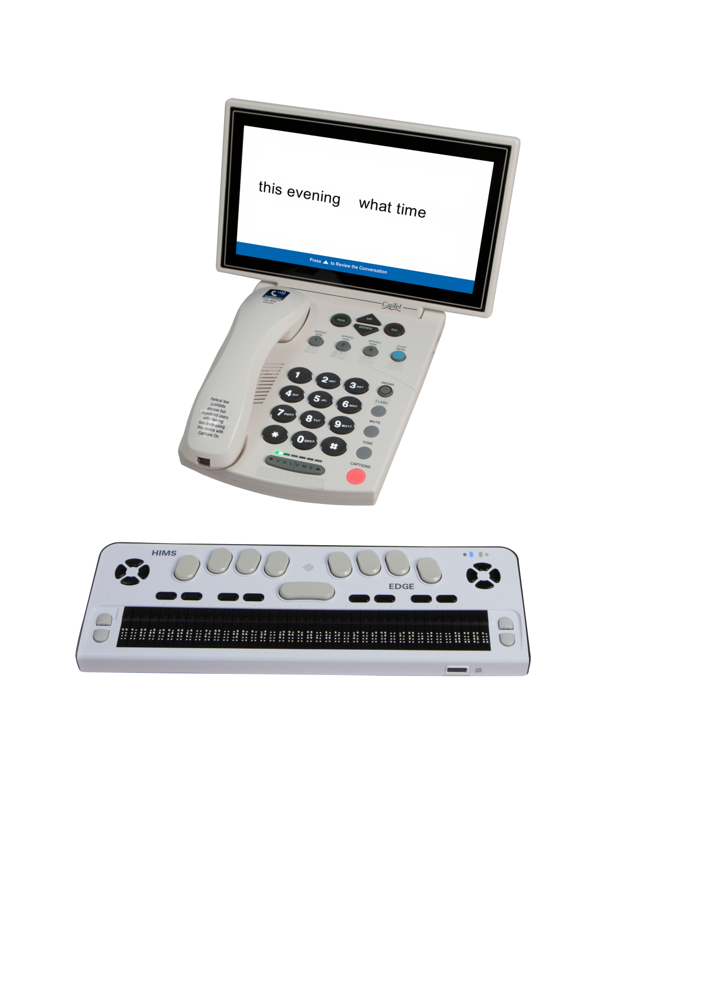 this evening what time
Press ▲ to Review the Conversation
CapTel
YES
UP
DOWN
NO
SPEED DIAL
1
SPEED DIAL
2
SPEED DIAL
3
CUST SERV
1
2 ABC
3 DEF
REDIAL
4 GHI
5 JKL
6 MNO
FLASH
7 PQRS
8 TUV
9 WXYZ
MUTE
*
0 OPER
#
TONE
▼ VOLUME ▲
CAPTIONS
Federal law
prohibits
anyone but
registered users
with hearing
loss from using
this device with
Captions On.
HIMS
EDGE
ON
OFF